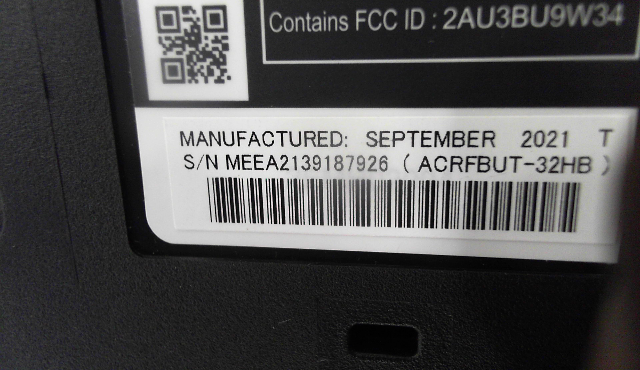 Contains FCC ID : 2AU3BU9W34
MANUFACTURED: SEPTEMBER 2021 T
S/N MEEA2139187926 ( ACRFBUT-32HB )